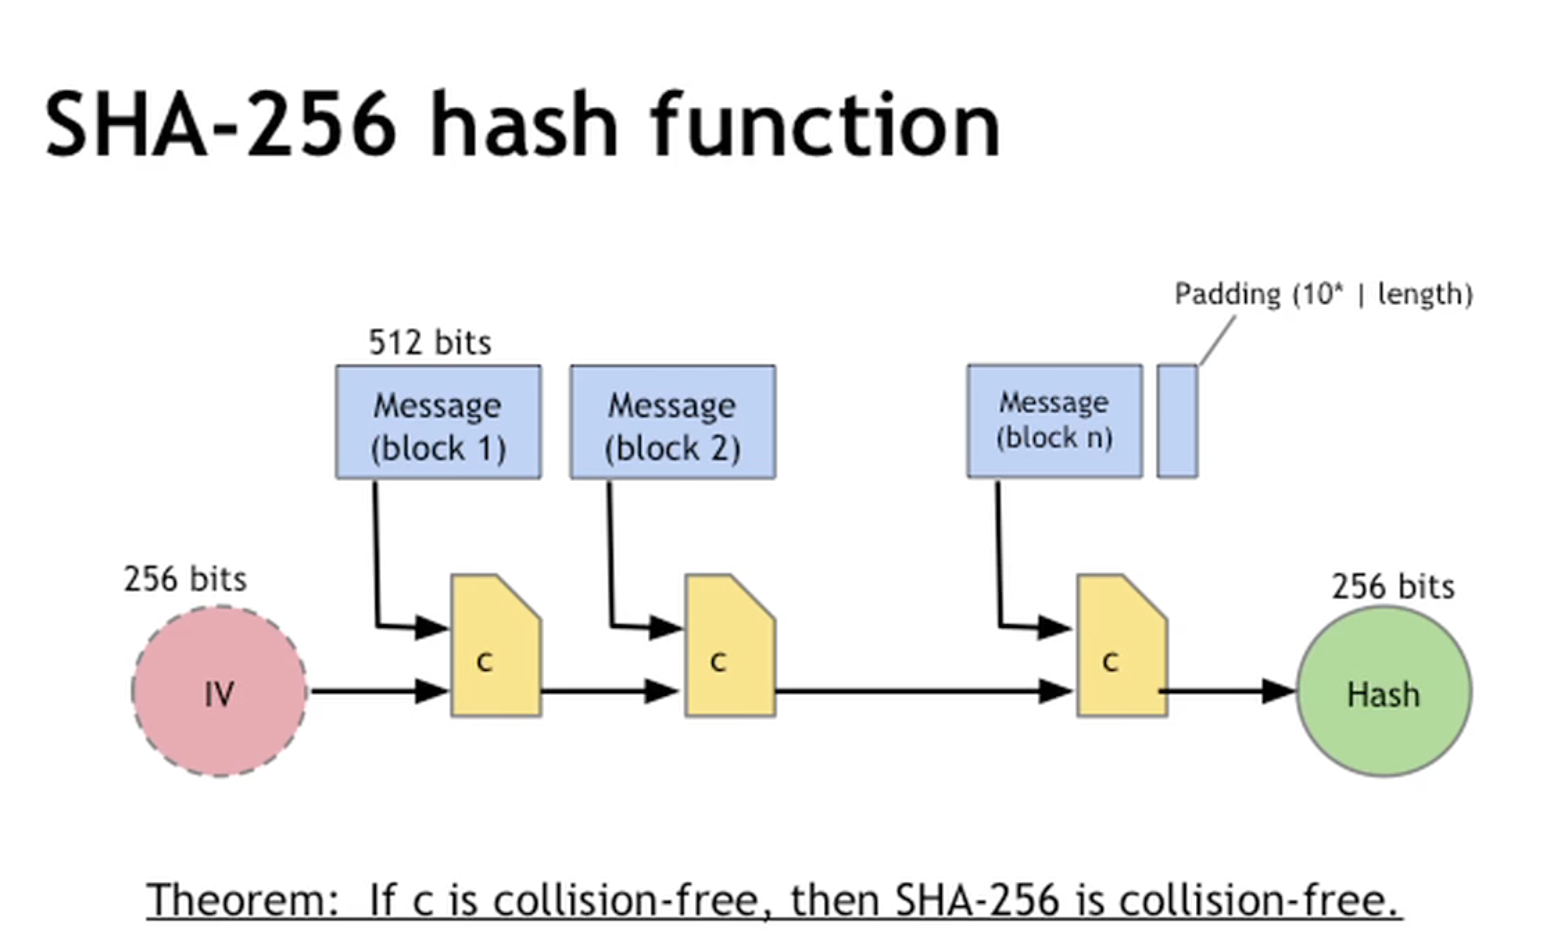 SHA-256 hash function
Padding (10* | length)
512 bits
Message
(block 1)
Message
(block 2)
Message
(block n)
256 bits
IV
c
c
c
256 bits
Hash
Theorem: If c is collision-free, then SHA-256 is collision-free.